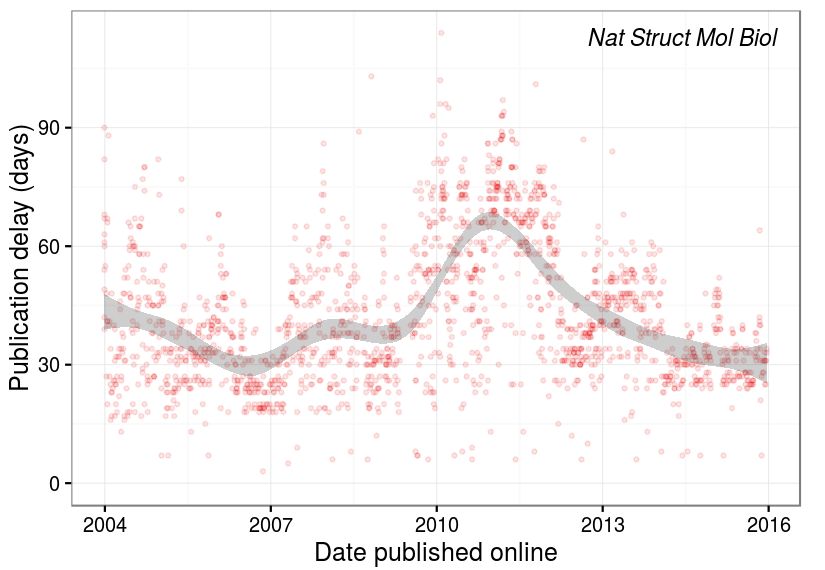 Nat Struct Mol Biol
Publication delay (days)
90
60
30
0
2004 2007 2010 2013 2016
Date published online